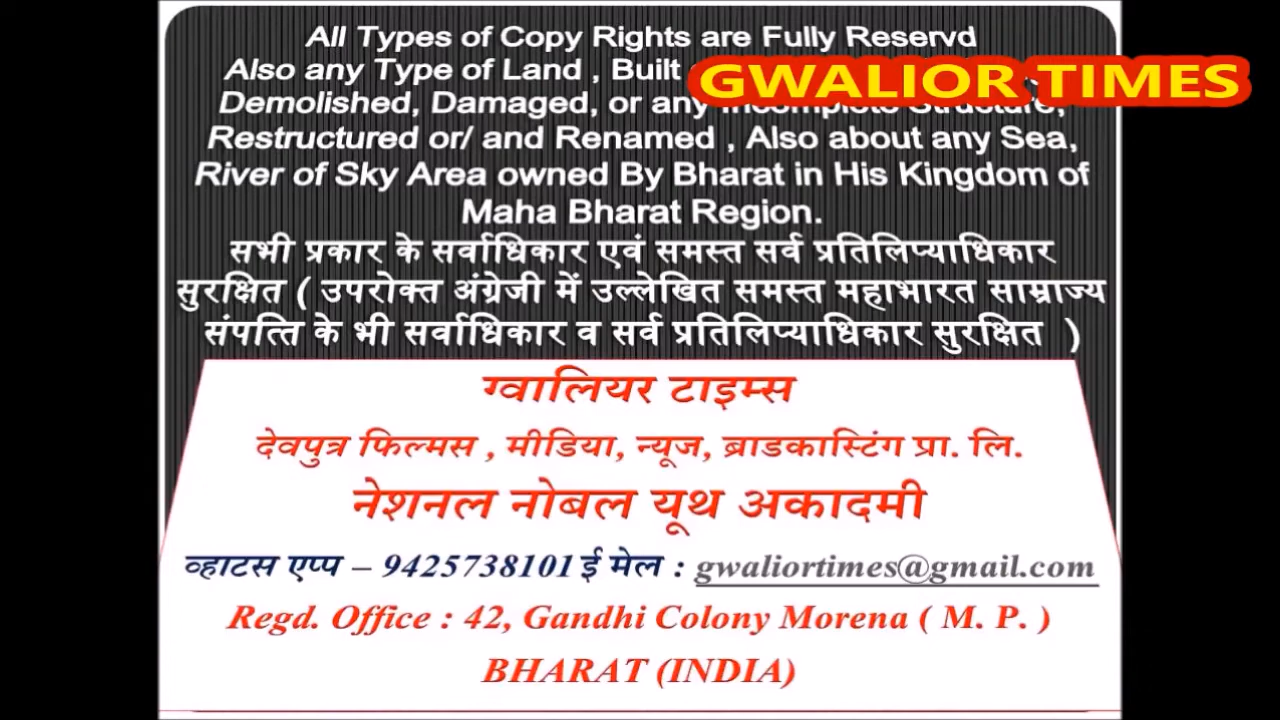 All Types of Copy Rights are Fully Reservd
Also any Type of Land , Built
GWALIOR TIMES
Demolished, Damaged, or any Incomplete Structure,
Restructured or/ and Renamed , Also about any Sea,
River of Sky Area owned By Bharat in His Kingdom of
Maha Bharat Region.
सभी प्रकार के सर्वाधिकार एवं समस्त सर्व प्रतिलिप्याधिकार
सुरक्षित ( उपरोक्त अंग्रेजी में उल्लेखित समस्त महाभारत साम्राज्य
संपत्ति के भी सर्वाधिकार व सर्व प्रतिलिप्याधिकार सुरक्षित )
ग्वालियर टाइम्स
देवपुत्र फिल्मस , मीडिया, न्यूज, ब्राडकास्टिंग प्रा. लि.
नेशनल नोबल यूथ अकादमी
व्हाटस एप्प – 9425738101 ई मेल : gwaliortimes@gmail.com
Regd. Office : 42, Gandhi Colony Morena ( M. P. )
BHARAT (INDIA)